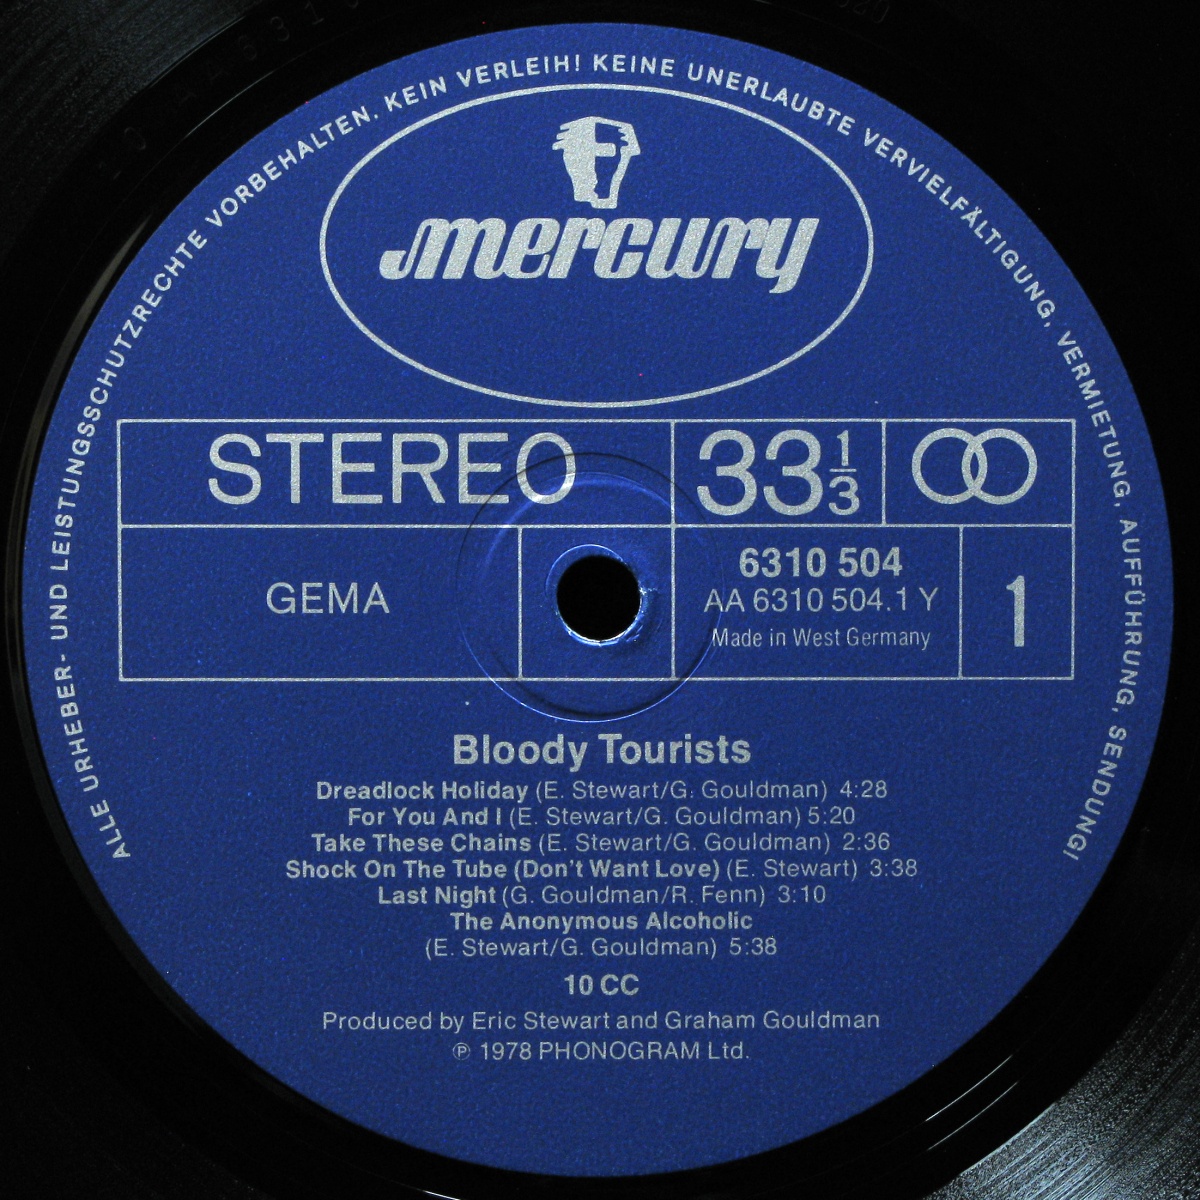 ALLE URHEBER- UND LEISTUNGSSCHUTZRECHTE VORBEHALTEN. KEIN VERLEIH! KEINE UNERLAUBTE VERVIELFÄLTIGUNG, VERMIETUNG, AUFFÜHRUNG, SENDUNG!
mercury
STEREO 33 1/3
GEMA
6310 504
AA 6310 504.1 Y
Made in West Germany
1
Bloody Tourists
Dreadlock Holiday (E. Stewart/G. Gouldman) 4:28
For You And I (E. Stewart/G. Gouldman) 5:20
Take These Chains (E. Stewart/G. Gouldman) 2:36
Shock On The Tube (Don't Want Love) (E. Stewart) 3:38
Last Night (G. Gouldman/R. Fenn) 3:10
The Anonymous Alcoholic
(E. Stewart/G. Gouldman) 5:38
10 CC
Produced by Eric Stewart and Graham Gouldman
℗ 1978 PHONOGRAM Ltd.